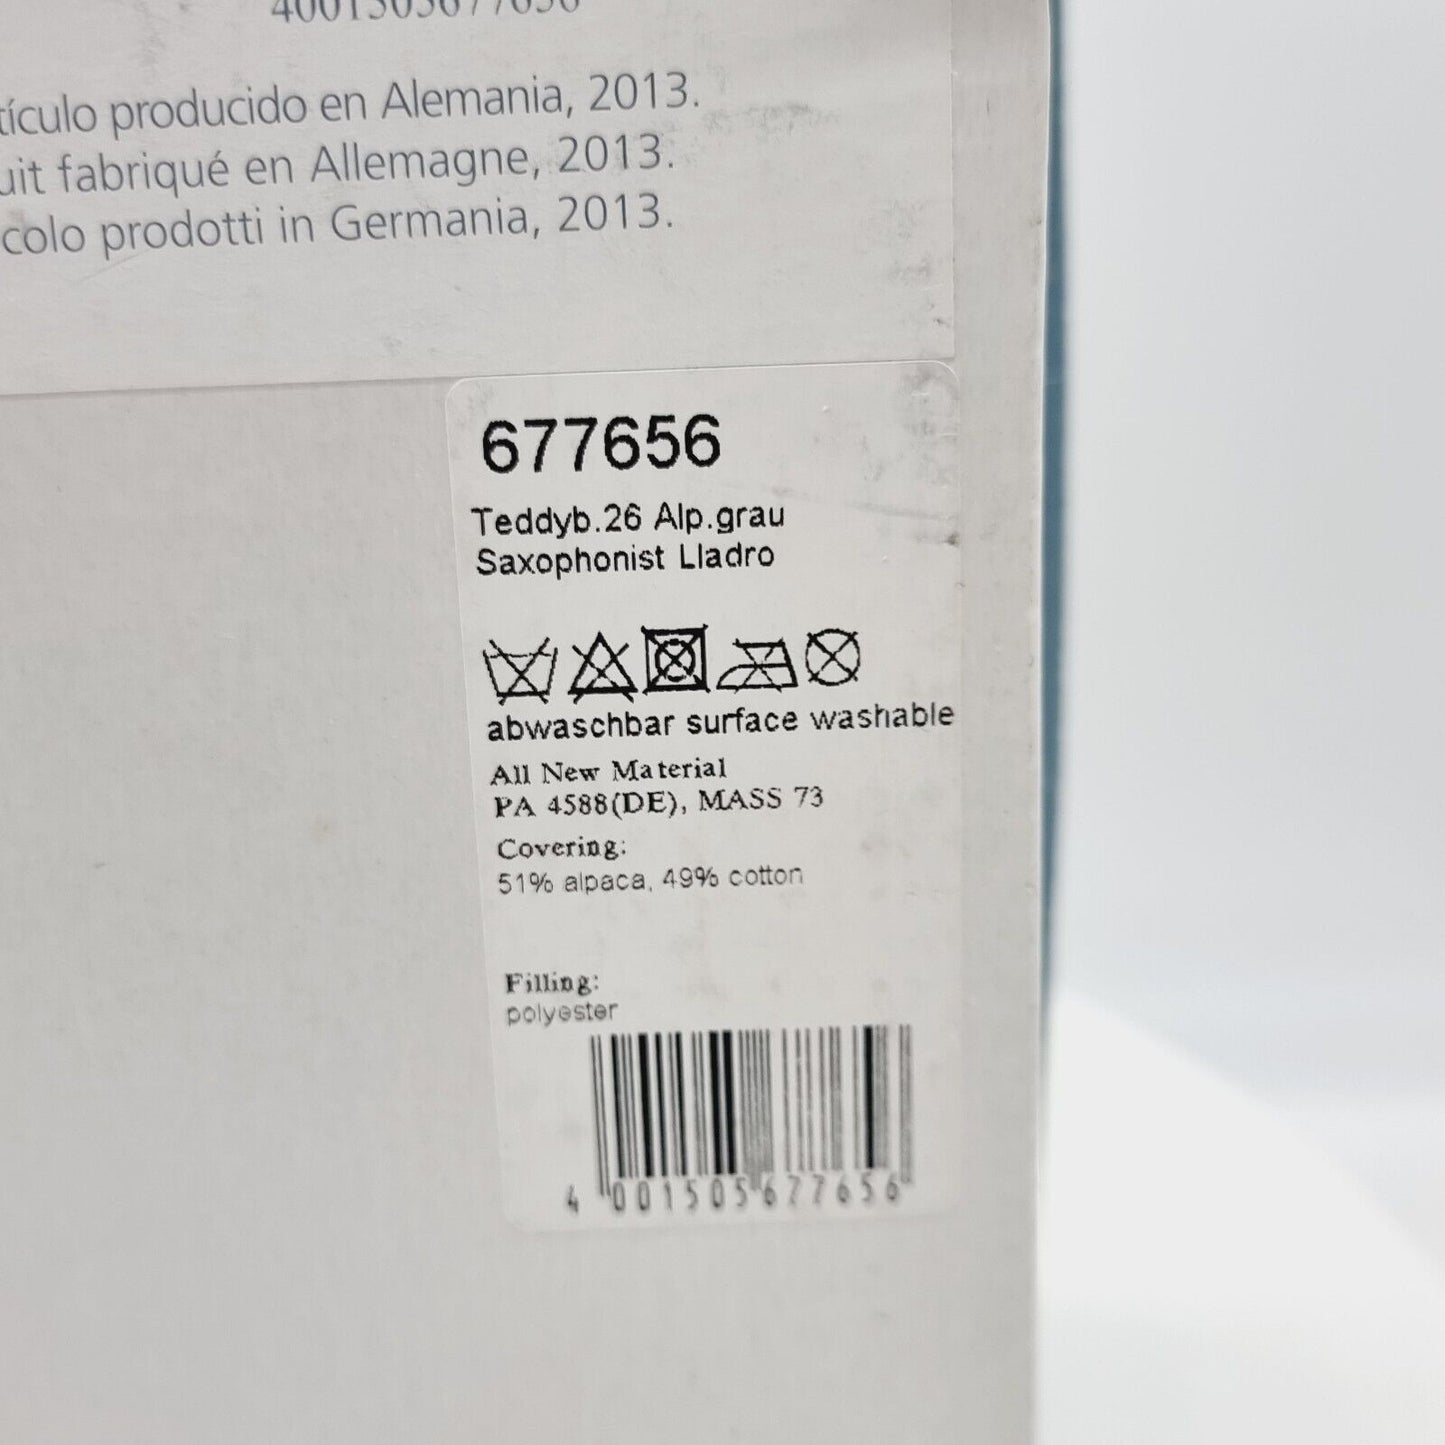 4001505677656
tículo producido en Alemania, 2013.
uit fabriqué en Allemagne, 2013.
colo prodotti in Germania, 2013.
677656
Teddyb.26 Alp.grau
Saxophonist Lladro
abwaschbar surface washable
All New Material
PA 4588(DE), MASS 73
Covering:
51% alpaca, 49% cotton
Filling:
polyester
4 001505 677656